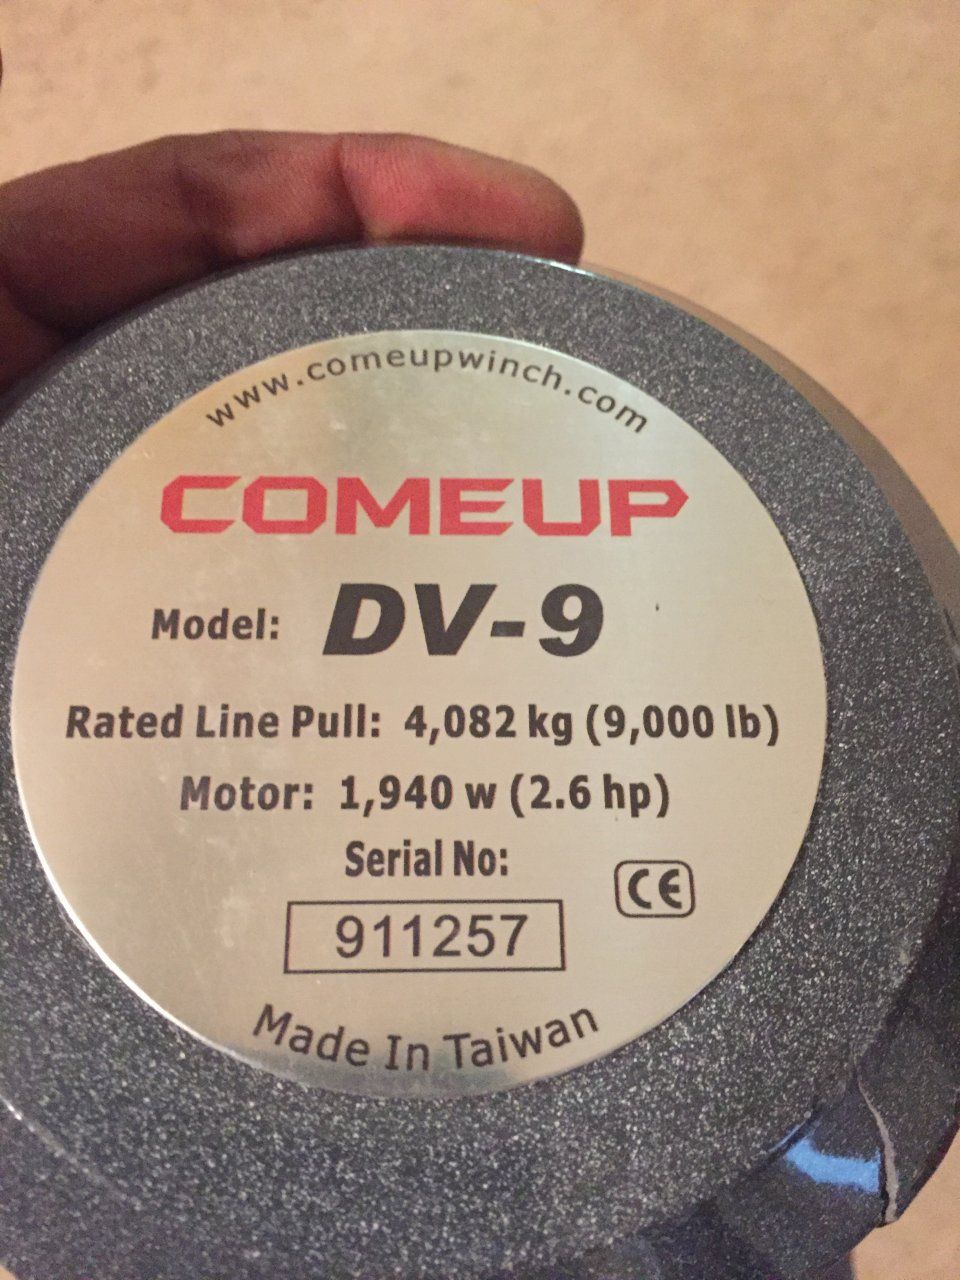 www.comeupwinch.com
COMEUP
Model: DV-9
Rated Line Pull: 4,082 kg (9,000 lb)
Motor: 1,940 w (2.6 hp)
Serial No:
CE
911257
Made In Taiwan